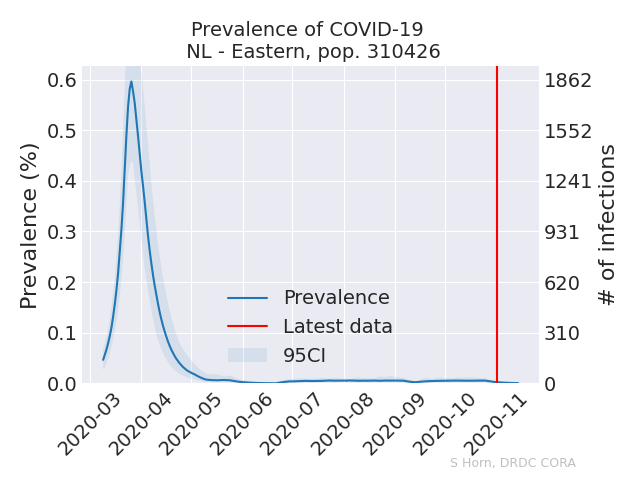 Prevalence of COVID-19
NL - Eastern, pop. 310426
Prevalence (%)
0.6
0.5
0.4
0.3
0.2
0.1
0.0
1862
1552
1241
931
620
310
0
# of infections
Prevalence
Latest data
95CI
2020-03
2020-04
2020-05
2020-06
2020-07
2020-08
2020-09
2020-10
2020-11
S Horn, DRDC CORA